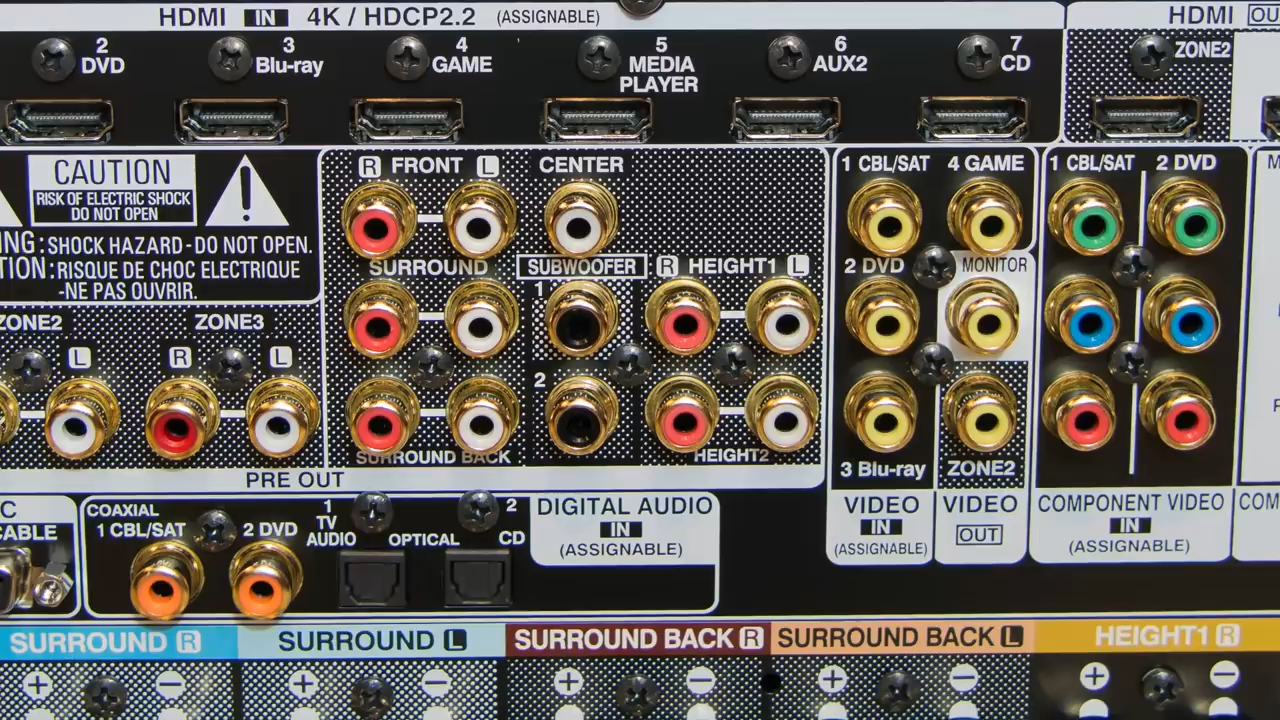 HDMI IN 4K / HDCP2.2 (ASSIGNABLE)
HDMI
2 DVD
3 Blu-ray
4 GAME
5 MEDIA PLAYER
6 AUX2
7 CD
ZONE2
CAUTION
RISK OF ELECTRIC SHOCK
DO NOT OPEN
: SHOCK HAZARD - DO NOT OPEN.
: RISQUE DE CHOC ELECTRIQUE
-NE PAS OUVRIR.
ZONE2
L
ZONE3
R L
R FRONT L
CENTER
SURROUND
SUBWOOFER
1
2
R HEIGHT1 L
SURROUND BACK
HEIGHT2
PRE OUT
1 CBL/SAT
4 GAME
2 DVD
MONITOR
3 Blu-ray
ZONE2
VIDEO
IN
(ASSIGNABLE)
VIDEO
OUT
1 CBL/SAT
2 DVD
COMPONENT VIDEO
IN
(ASSIGNABLE)
CABLE
COAXIAL
1 CBL/SAT
2 DVD
1
TV
AUDIO
OPTICAL
2
CD
DIGITAL AUDIO
IN
(ASSIGNABLE)
SURROUND R
SURROUND L
SURROUND BACK R
SURROUND BACK L
HEIGHT1 R
+ − + − + − + − + −